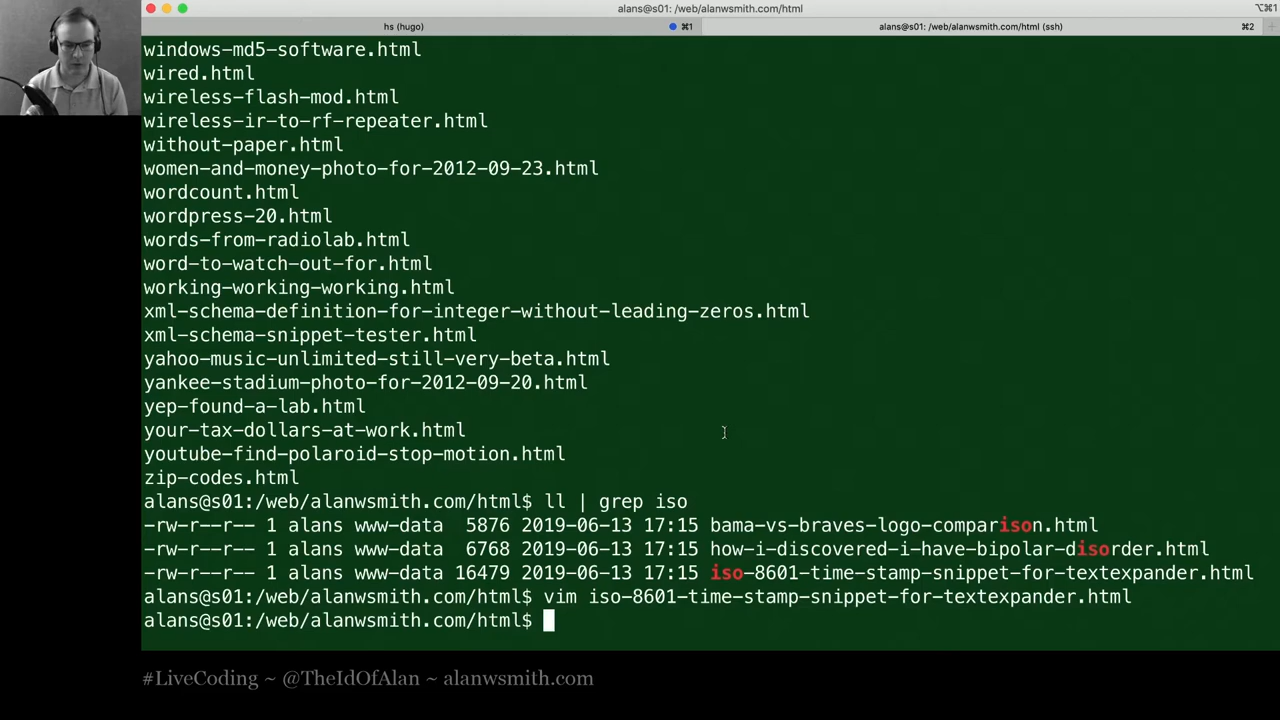 alans@s01: /web/alanwsmith.com/html
⌥⌘1
hs (hugo)
⌘1
alans@s01: /web/alanwsmith.com/html (ssh)
⌘2
windows-md5-software.html
wired.html
wireless-flash-mod.html
wireless-ir-to-rf-repeater.html
without-paper.html
women-and-money-photo-for-2012-09-23.html
wordcount.html
wordpress-20.html
words-from-radiolab.html
word-to-watch-out-for.html
working-working-working.html
xml-schema-definition-for-integer-without-leading-zeros.html
xml-schema-snippet-tester.html
yahoo-music-unlimited-still-very-beta.html
yankee-stadium-photo-for-2012-09-20.html
yep-found-a-lab.html
your-tax-dollars-at-work.html
youtube-find-polaroid-stop-motion.html
zip-codes.html
alans@s01:/web/alanwsmith.com/html$ ll | grep iso
-rw-r--r-- 1 alans www-data  5876 2019-06-13 17:15 bama-vs-braves-logo-comparison.html
-rw-r--r-- 1 alans www-data  6768 2019-06-13 17:15 how-i-discovered-i-have-bipolar-disorder.html
-rw-r--r-- 1 alans www-data 16479 2019-06-13 17:15 iso-8601-time-stamp-snippet-for-textexpander.html
alans@s01:/web/alanwsmith.com/html$ vim iso-8601-time-stamp-snippet-for-textexpander.html
alans@s01:/web/alanwsmith.com/html$
#LiveCoding ~ @TheIdOfAlan ~ alanwsmith.com